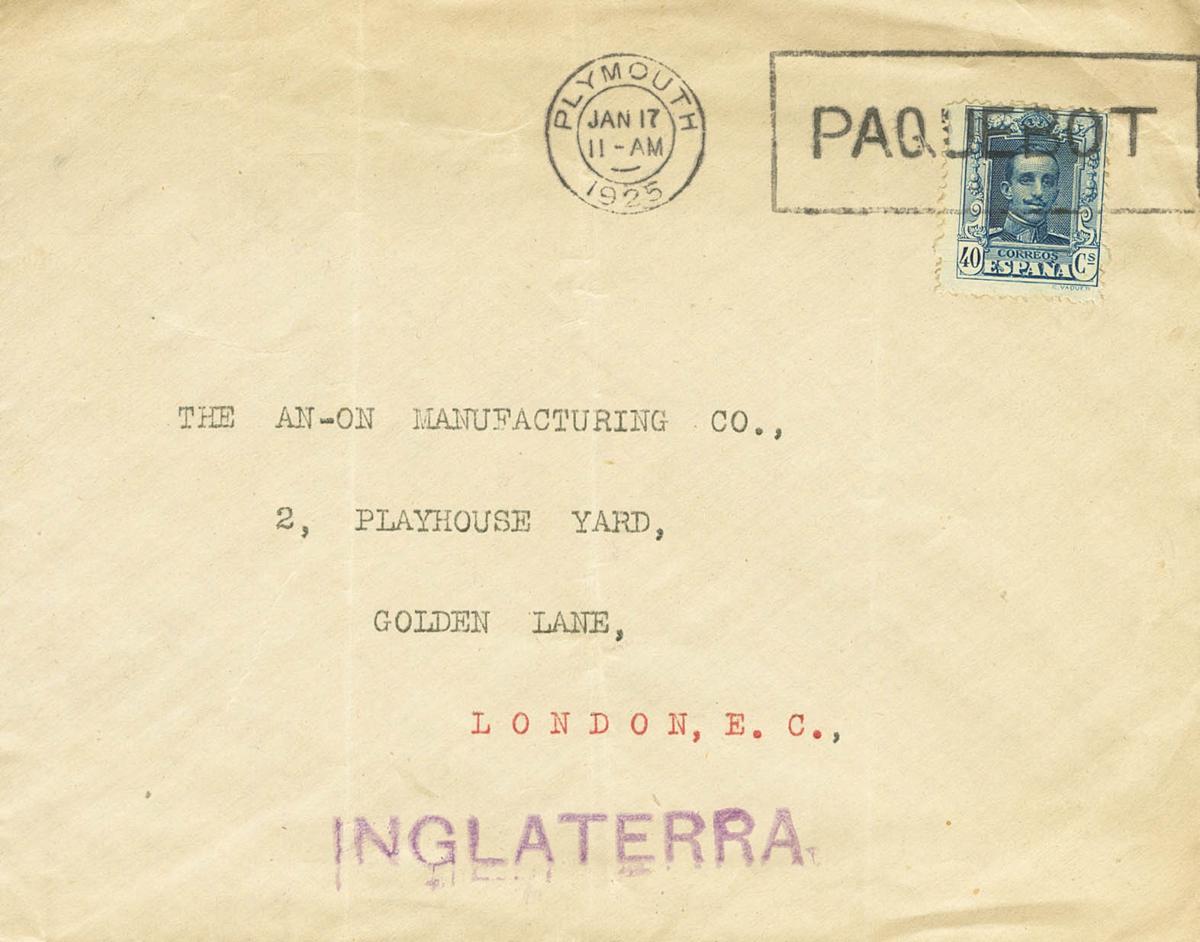 PLYMOUTH
JAN 17
11-AM
1925
PAQUEBOT
40 Cs
CORREOS
ESPAÑA
THE AN-ON MANUFACTURING CO.,
2, PLAYHOUSE YARD,
GOLDEN LANE,
LONDON, E. C.,
INGLATERRA